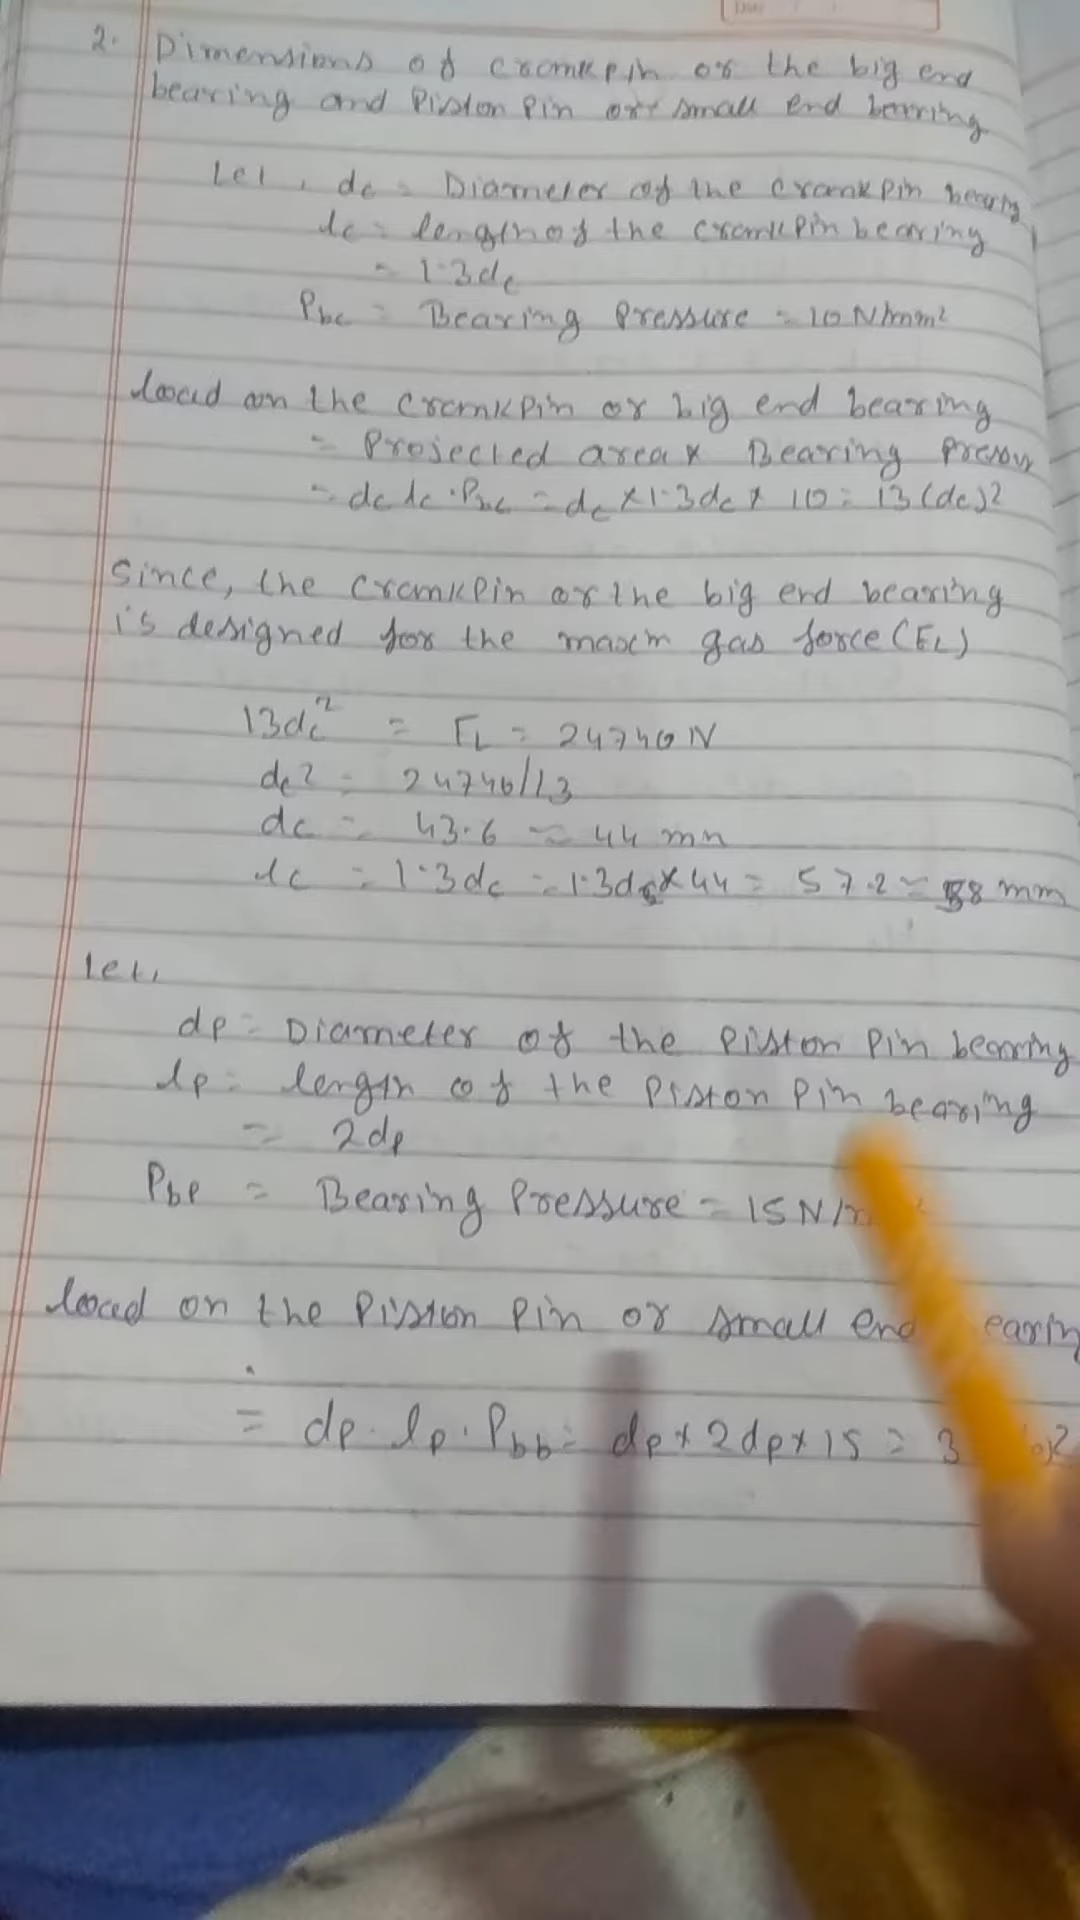 2. Dimensions of crankpin or the big end
bearing and Piston Pin or small end bearing
Let, dc = Diameter of the crankpin bearing
lc = length of the crankpin bearing
= 1.3dc
Pbc = Bearing Pressure = 10 N/mm²
load on the crankpin or big end bearing
= Projected area x Bearing
= dc lc . Pbc = dc x 1.3dc x 10 = 13(dc)²
Since, the crankpin or the big end bearing
is designed for the maxm gas force (FL)
13dc² = FL = 24740 N
dc² = 24740/13
dc = 43.6 ≈ 44 mm
lc = 1.3dc = 1.3dc x 44 = 57.2 ≈ 58 mm
Let,
dp = Diameter of the Piston Pin bearing
lp = length of the Piston Pin bearing
= 2dp
Pbp = Bearing Pressure = 15 N/
load on the Piston Pin or small end
= dp . lp . Pbb = dp x 2dp x 15 = 3